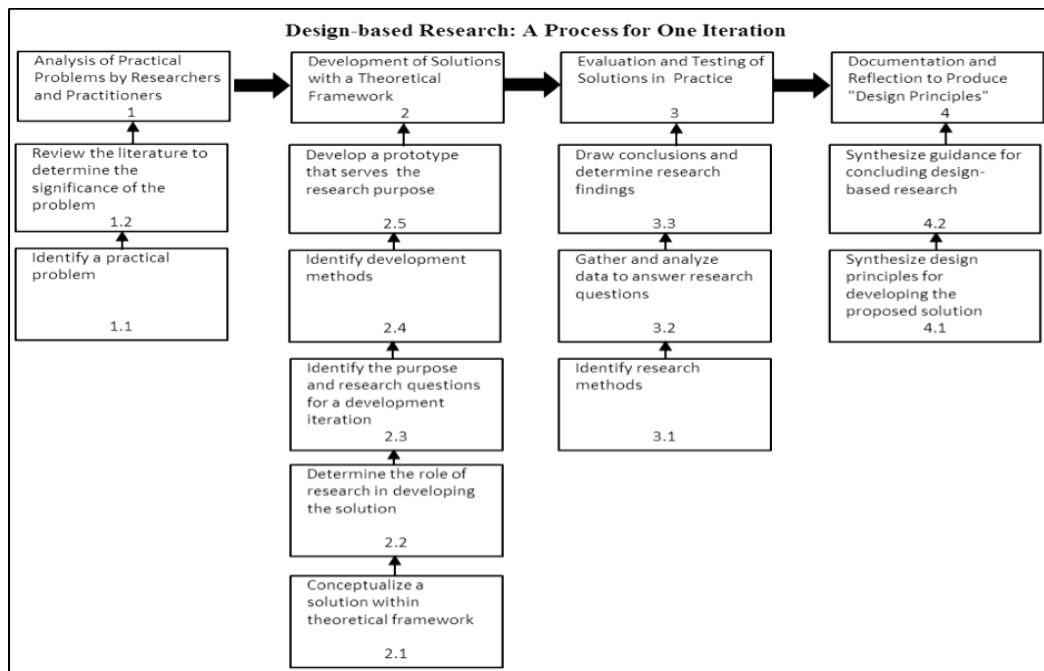 Design-based Research: A Process for One Iteration
Analysis of Practical
Problems by Researchers
and Practitioners
1
Development of Solutions
with a Theoretical
Framework
2
Evaluation and Testing of
Solutions in Practice
3
Documentation and
Reflection to Produce
"Design Principles"
4
Review the literature to
determine the
significance of the
problem
1.2
Develop a prototype
that serves the
research purpose
2.5
Draw conclusions and
determine research
findings
3.3
Synthesize guidance for
concluding design-
based research
4.2
Identify a practical
problem
1.1
Identify development
methods
2.4
Gather and analyze
data to answer research
questions
3.2
Synthesize design
principles for
developing the
proposed solution
4.1
Identify the purpose
and research questions
for a development
iteration
2.3
Identify research
methods
3.1
Determine the role of
research in developing
the solution
2.2
Conceptualize a
solution within
theoretical framework
2.1